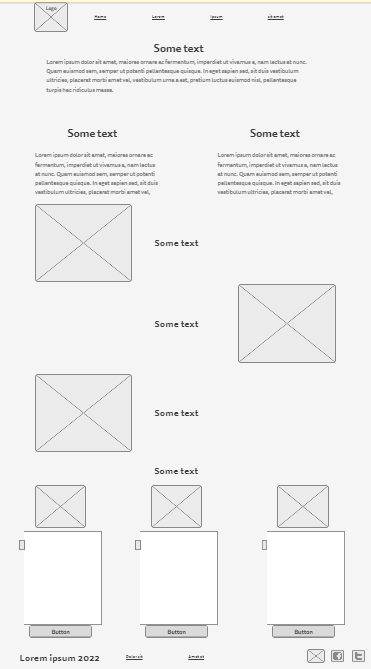 Logo
Home
Lorem
Ipsum
sit amet
Some text
Lorem ipsum dolor sit amet, maiores ornare ac fermentum, imperdiet ut vivamus a, nam lectus at nunc.
Quam euismod sem, semper ut potenti pellentesque quisque. In eget sapien sed, sit duis vestibulum
ultricies, placerat morbi amet vel, vestibulum urna a est, pretium luctus euismod nisl, pellentesque
turpis hac ridiculus massa.
Some text
Lorem ipsum dolor sit amet, maiores ornare ac
fermentum, imperdiet ut vivamus a, nam lectus
at nunc. Quam euismod sem, semper ut potenti
pellentesque quisque. In eget sapien sed, sit duis
vestibulum ultricies, placerat morbi amet vel,
Some text
Lorem ipsum dolor sit amet, maiores ornare ac
fermentum, imperdiet ut vivamus a, nam lectus
at nunc. Quam euismod sem, semper ut potenti
pellentesque quisque. In eget sapien sed, sit duis
vestibulum ultricies, placerat morbi amet vel,
Some text
Some text
Some text
Some text
Button
Button
Button
Lorem ipsum 2022
Dolor sit
Ametet